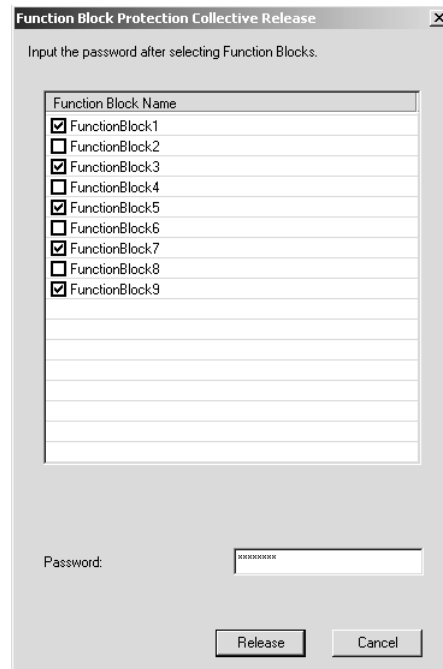 Function Block Protection Collective Release
Input the password after selecting Function Blocks.
Function Block Name
FunctionBlock1
FunctionBlock2
FunctionBlock3
FunctionBlock4
FunctionBlock5
FunctionBlock6
FunctionBlock7
FunctionBlock8
FunctionBlock9
Password: ********
Release Cancel